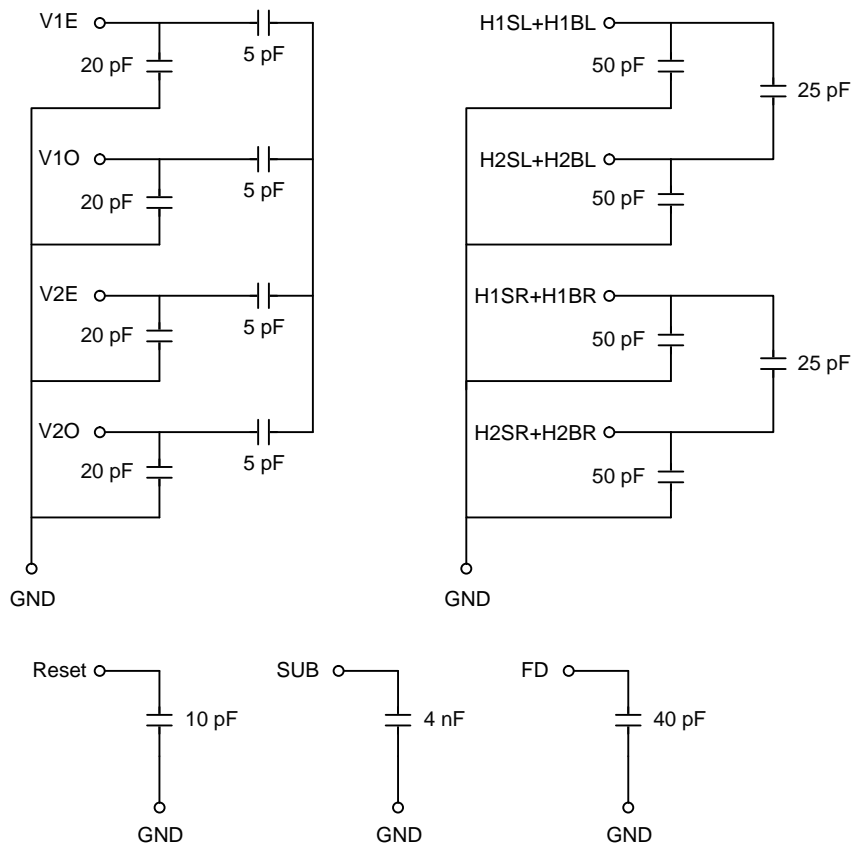 V1E
20 pF
5 pF
V1O
20 pF
5 pF
V2E
20 pF
5 pF
V2O
20 pF
5 pF
GND
H1SL+H1BL
50 pF
25 pF
H2SL+H2BL
50 pF
H1SR+H1BR
50 pF
25 pF
H2SR+H2BR
50 pF
GND
Reset
10 pF
GND
SUB
4 nF
GND
FD
40 pF
GND